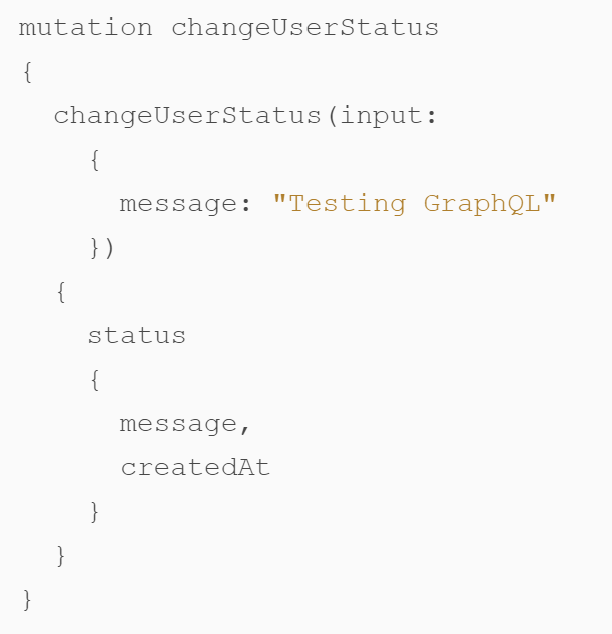 mutation changeUserStatus
{
  changeUserStatus(input:
    {
      message: "Testing GraphQL"
    })
  {
    status
    {
      message,
      createdAt
    }
  }
}